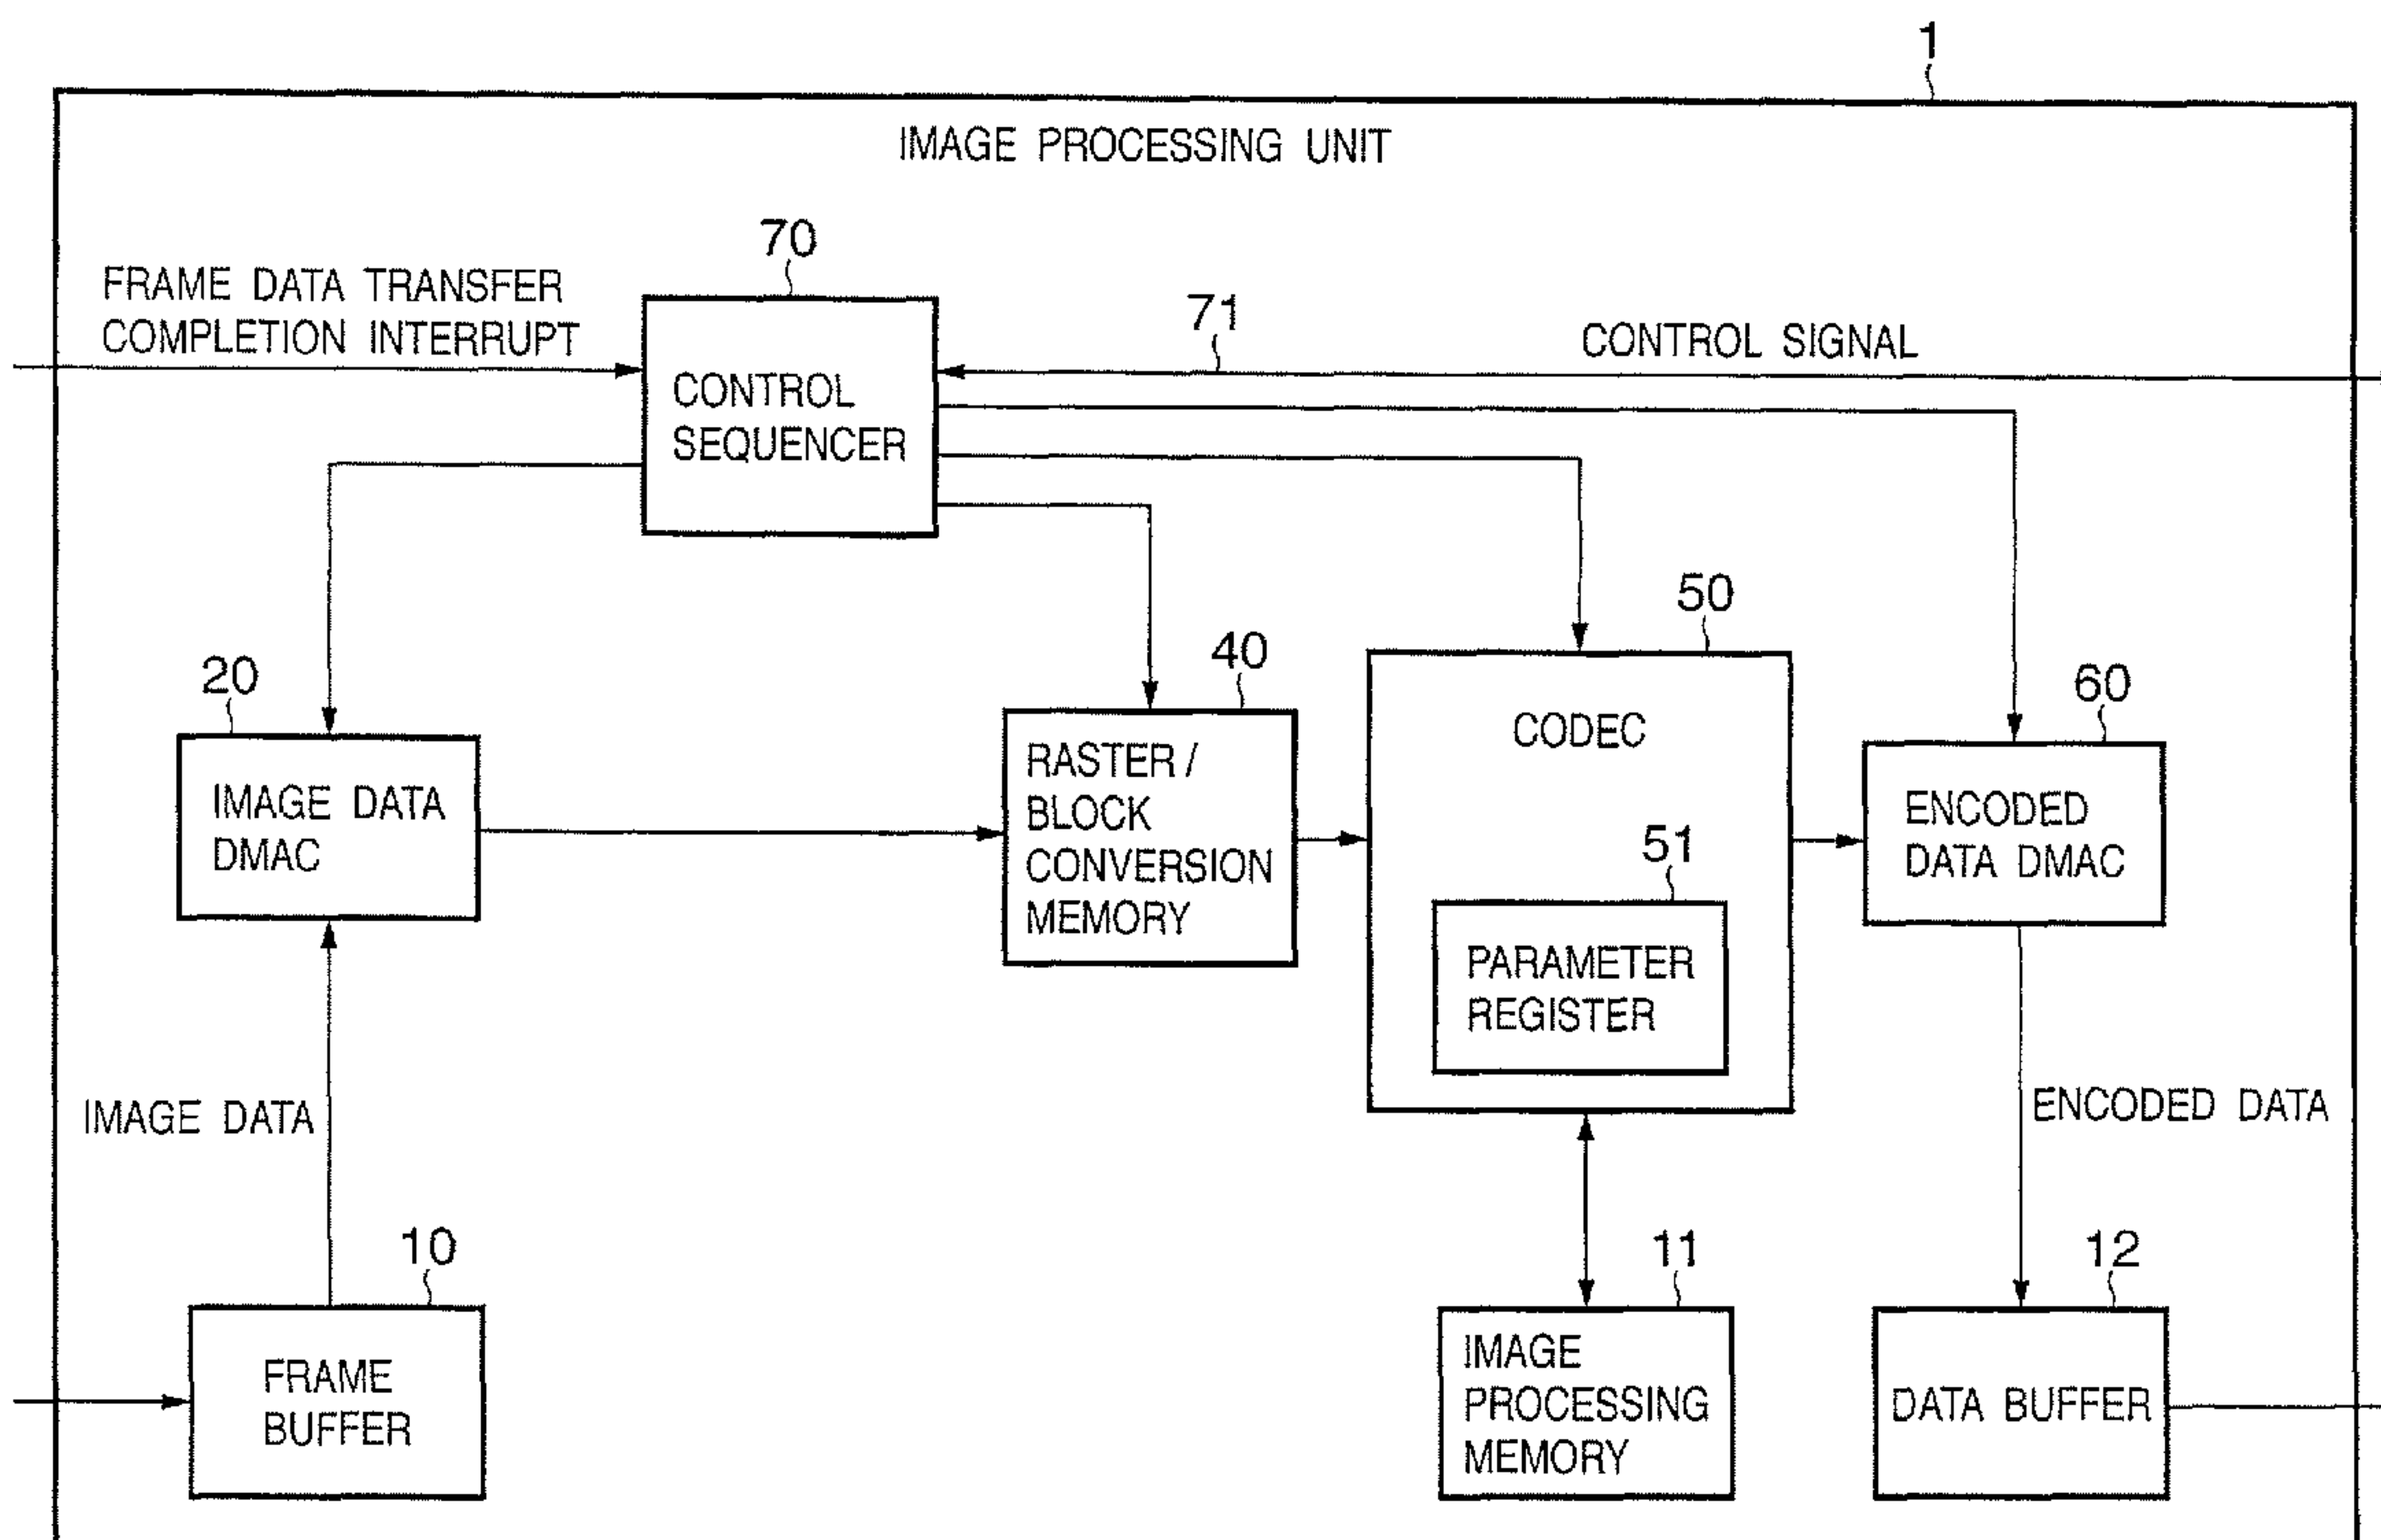 1
IMAGE PROCESSING UNIT
70
FRAME DATA TRANSFER
COMPLETION INTERRUPT
71
CONTROL SIGNAL
CONTROL
SEQUENCER
50
20
40
60
CODEC
IMAGE DATA
DMAC
RASTER /
BLOCK
CONVERSION
MEMORY
ENCODED
DATA DMAC
51
PARAMETER
REGISTER
IMAGE DATA
ENCODED DATA
10
11
12
FRAME
BUFFER
IMAGE
PROCESSING
MEMORY
DATA BUFFER